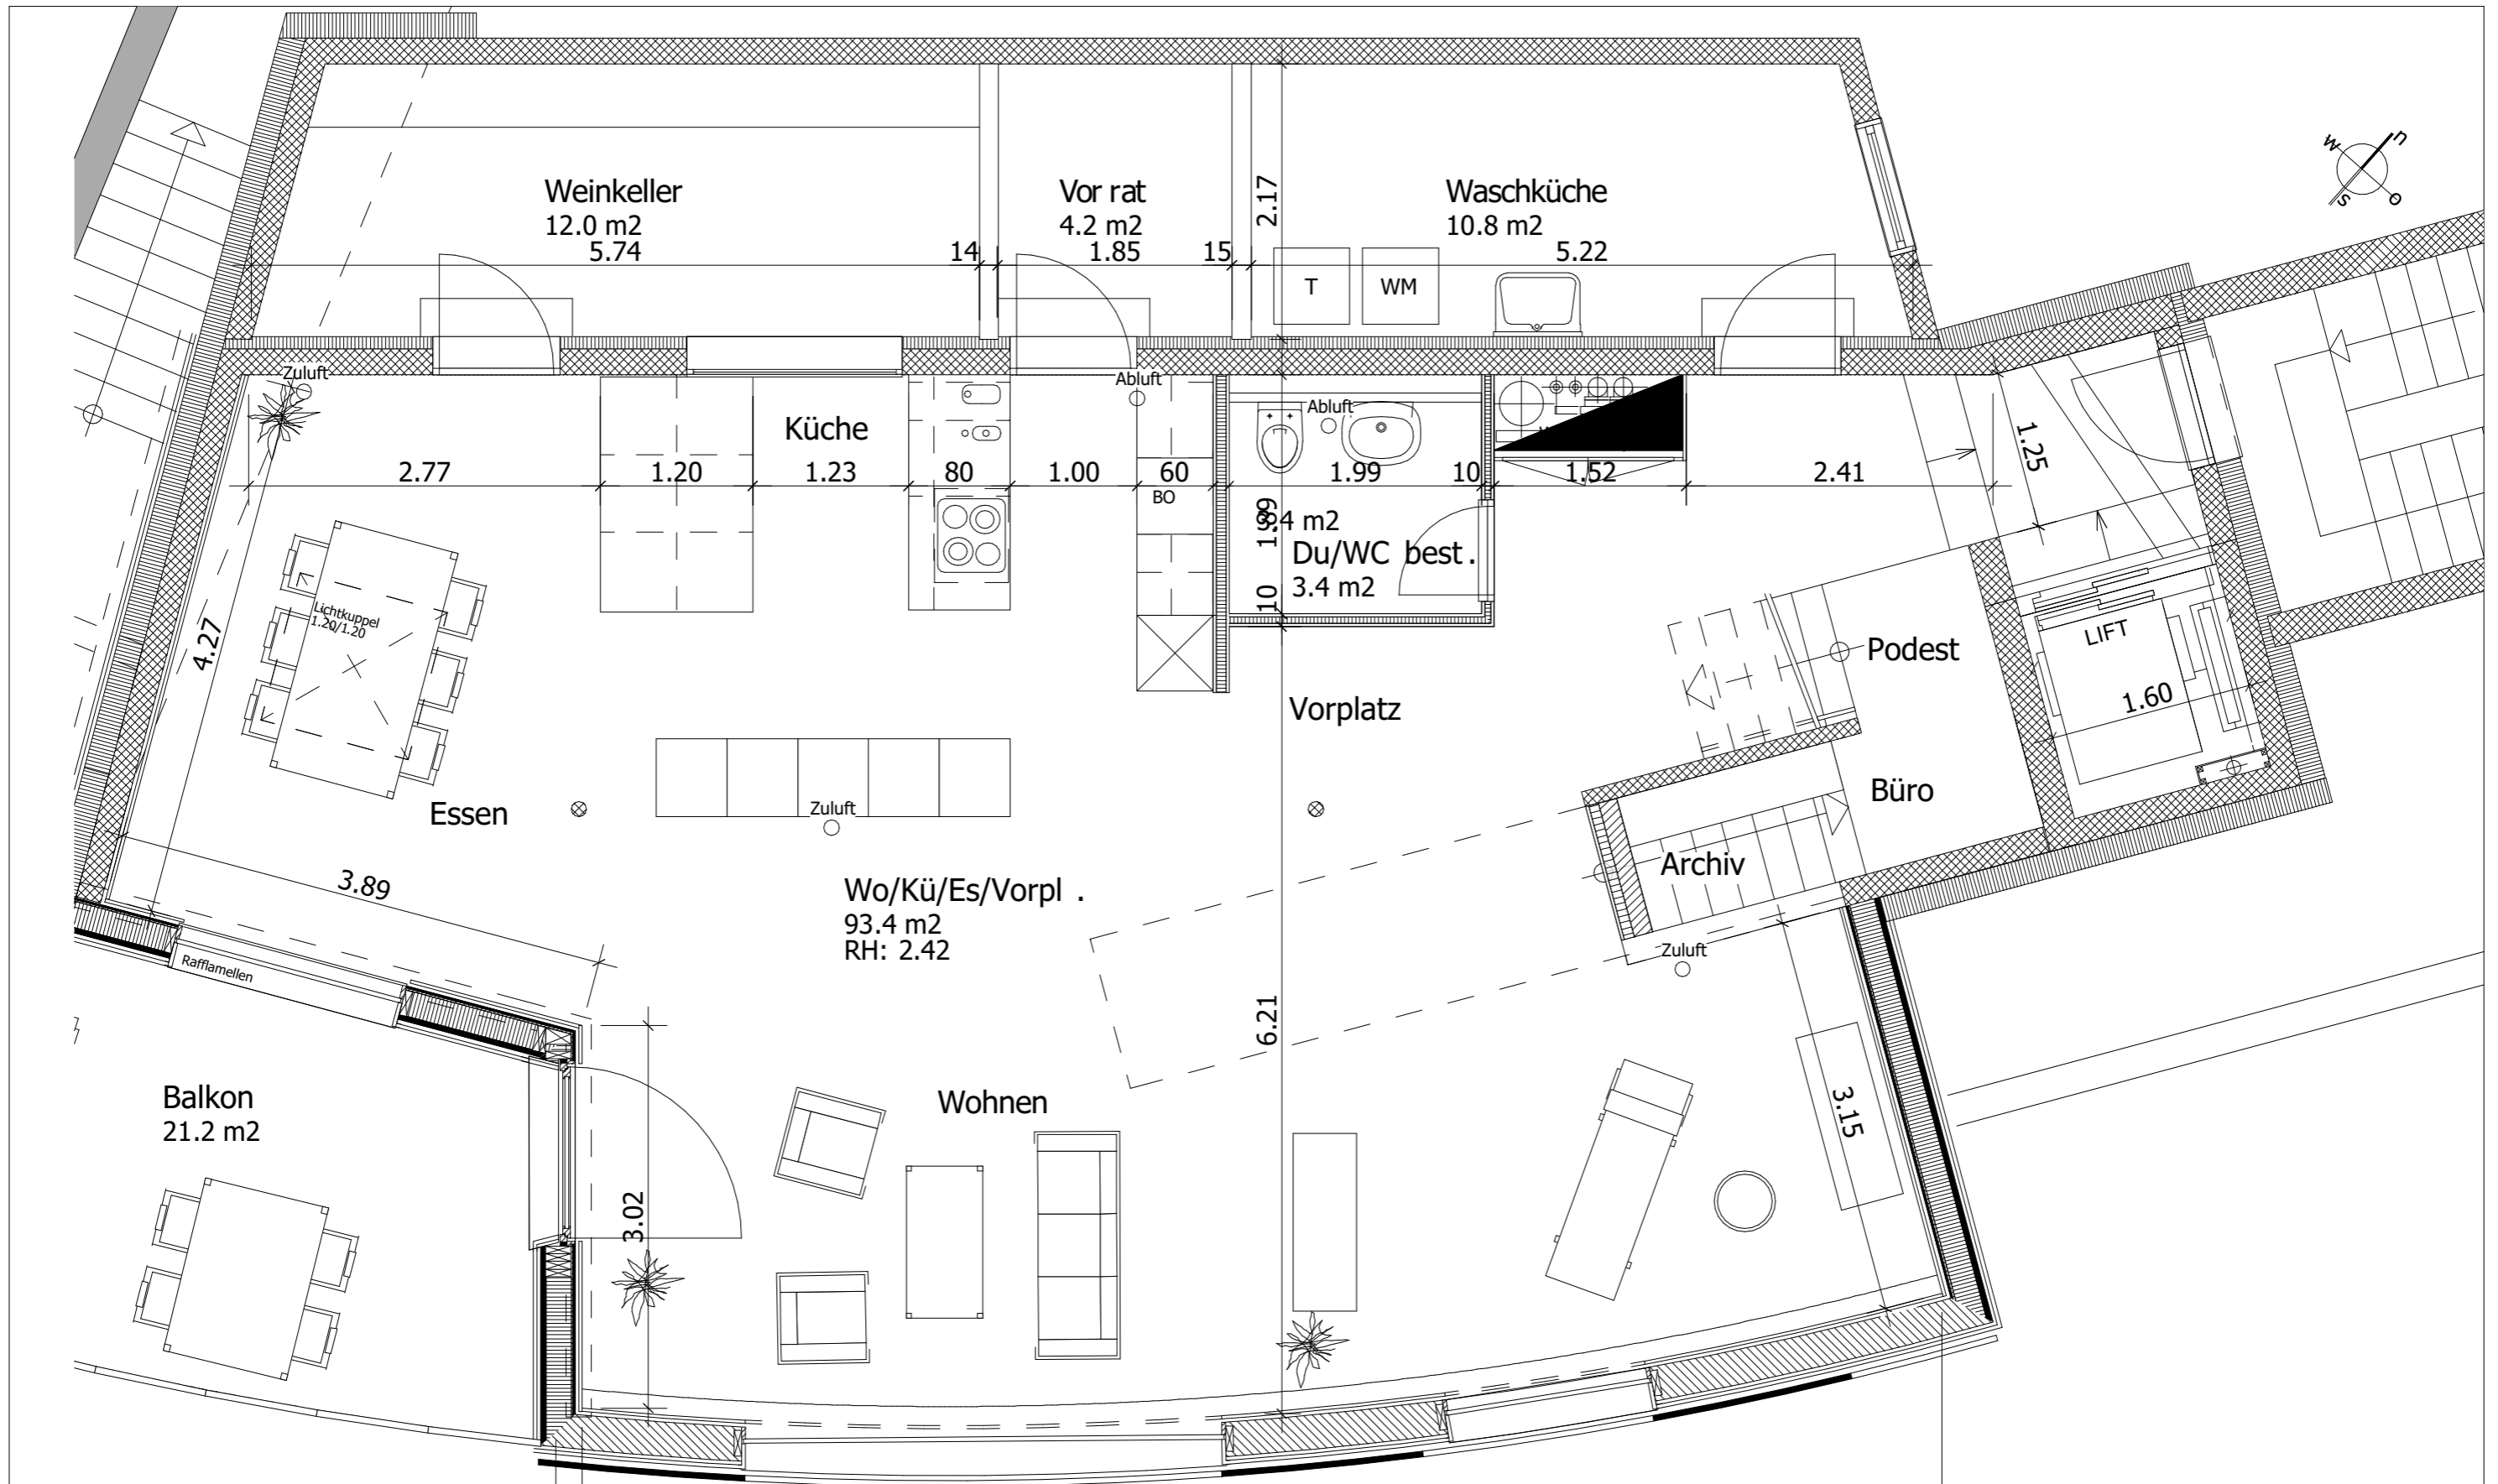 Weinkeller
12.0 m2
5.74
14
Vor rat
4.2 m2
1.85
15
2.17
Waschküche
10.8 m2
5.22
T
WM
w
n
s
o
Zuluft
Abluft
Abluft
Küche
2.77
1.20
1.23
80
1.00
60
BO
1.99
10
1.52
2.41
1.25
1.89
3.4 m2
Du/WC best.
3.4 m2
10
Lichtkuppel
1.20/1.20
4.27
Podest
LIFT
1.60
Vorplatz
Büro
Essen
Zuluft
Archiv
3.89
Wo/Kü/Es/Vorpl .
93.4 m2
RH: 2.42
Zuluft
Rafflamellen
6.21
Balkon
21.2 m2
Wohnen
3.15
3.02